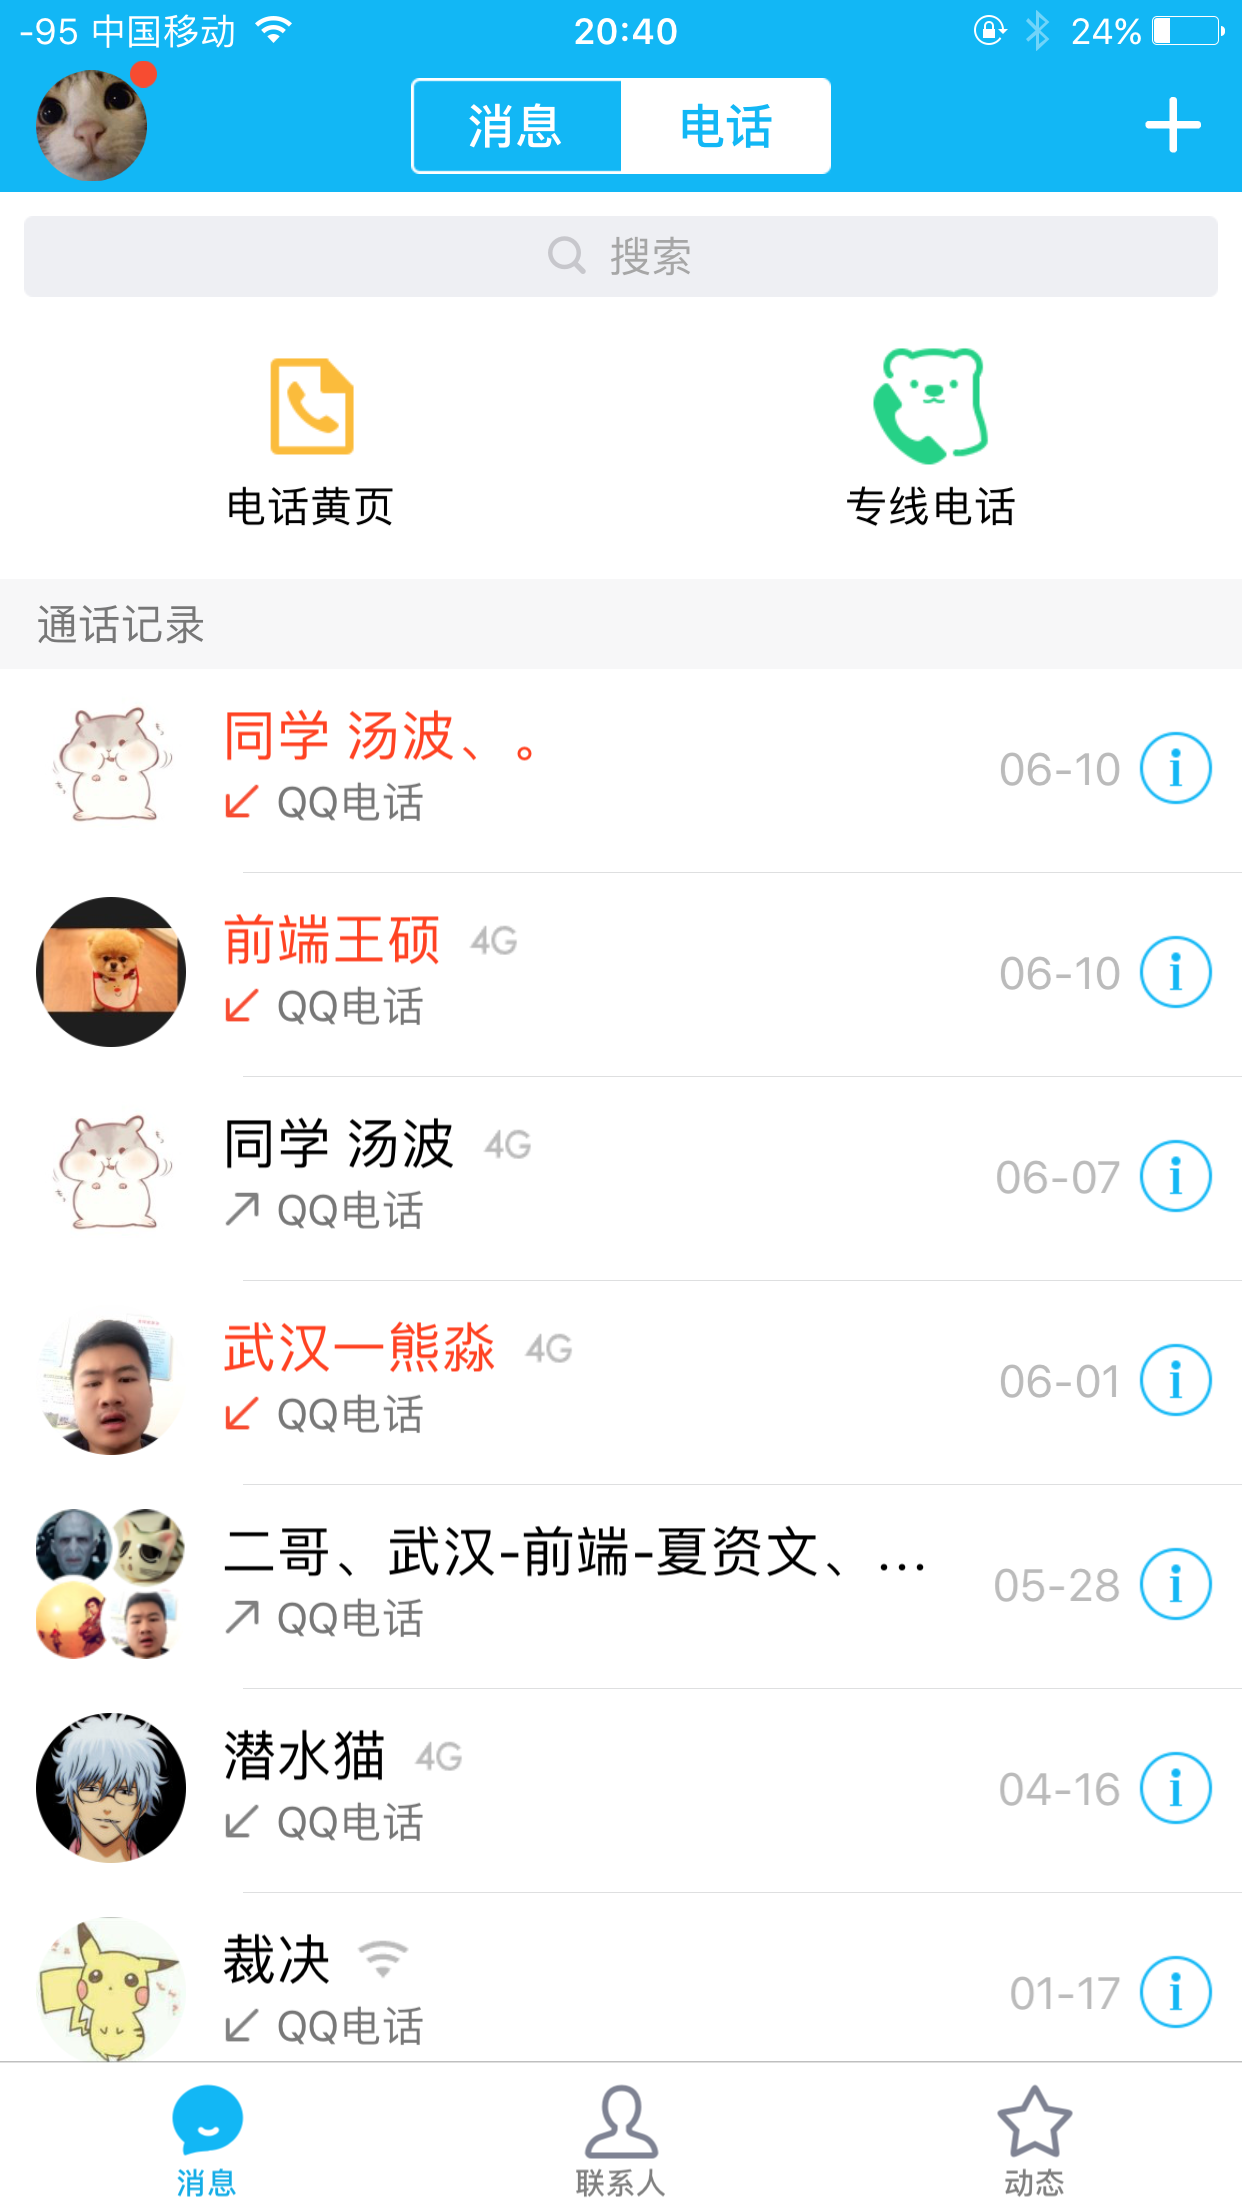 -95 中国移动 20:40 24%
消息 电话
搜索
电话黄页 专线电话
通话记录
同学 汤波、。
QQ电话 06-10
前端王硕 4G
QQ电话 06-10
同学 汤波 4G
QQ电话 06-07
武汉一熊淼 4G
QQ电话 06-01
二哥、武汉-前端-夏资文、...
QQ电话 05-28
潜水猫 4G
QQ电话 04-16
裁决
QQ电话 01-17
消息 联系人 动态